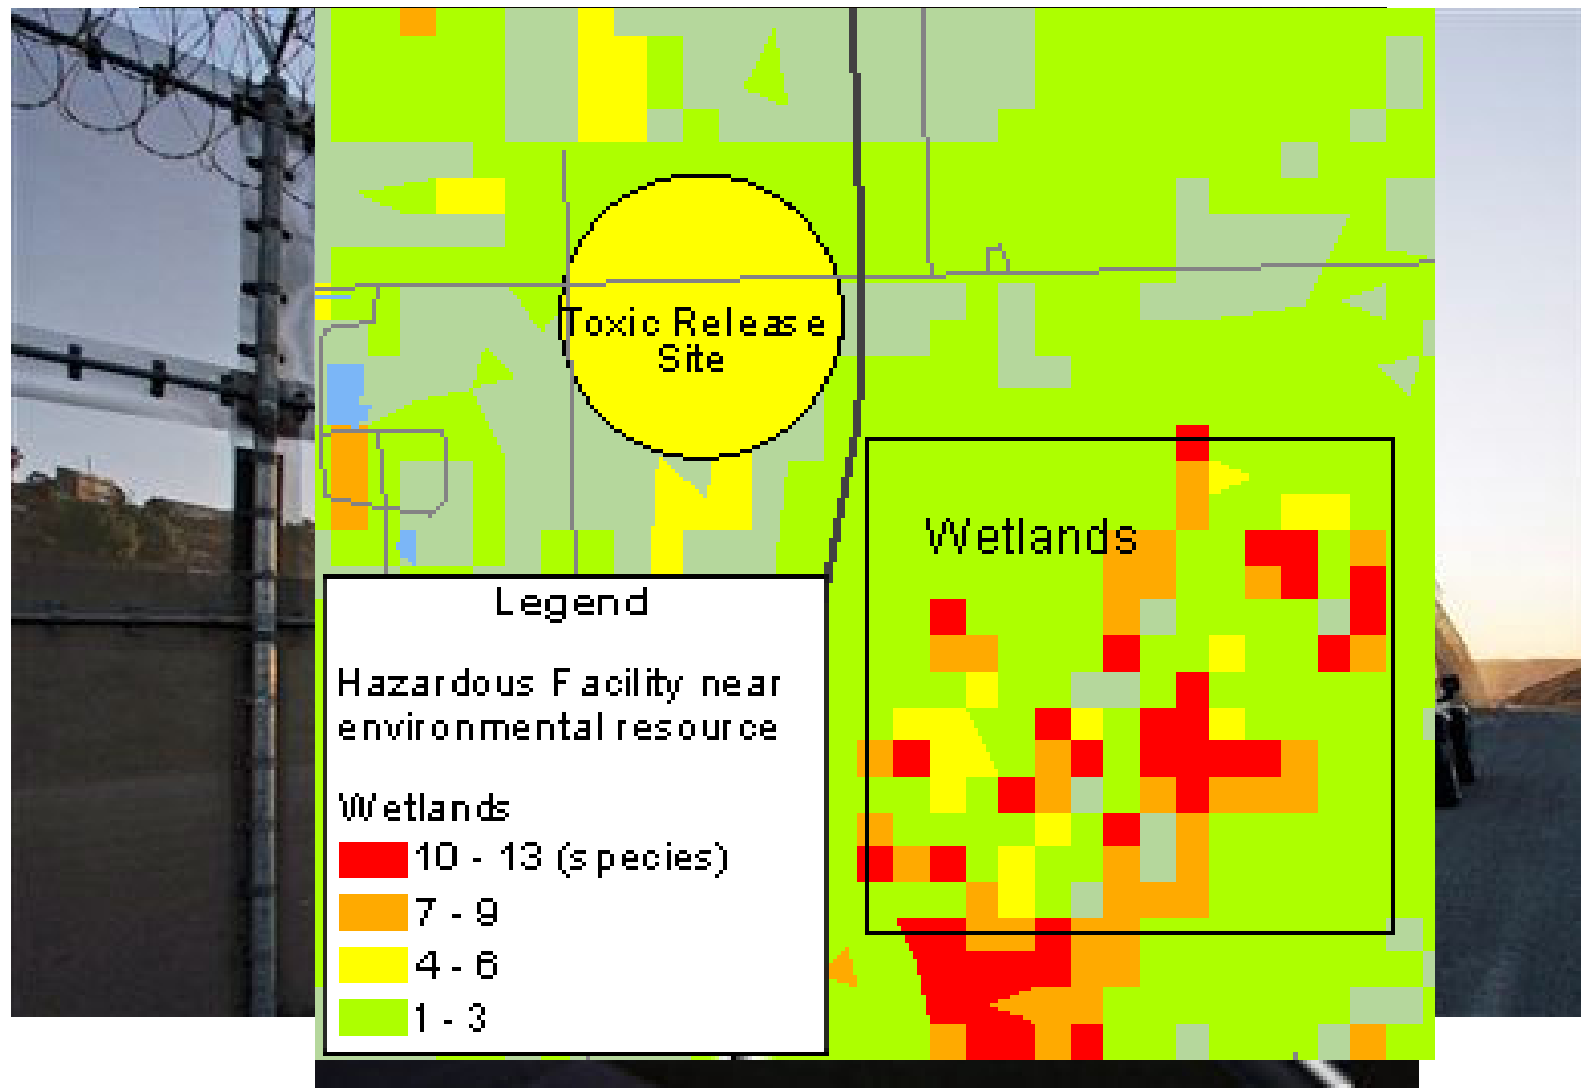 Toxic Release
Site
Wetlands
Legend
Hazardous Facility near
environmental resource
Wetlands
10 - 13 (species)
7 - 9
4 - 6
1 - 3